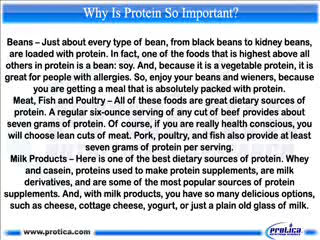 Why Is Protein So Important?
Beans – Just about every type of bean, from black beans to kidney beans,
are loaded with protein. In fact, one of the foods that is highest above all
others in protein is a bean: soy. And, because it is a vegetable protein, it is
great for people with allergies. So, enjoy your beans and wieners, because
you are getting a meal that is absolutely packed with protein.
Meat, Fish and Poultry – All of these foods are great dietary sources of
protein. A regular six-ounce serving of any cut of beef provides about
seven grams of protein. Of course, if you are really health conscious, you
will choose lean cuts of meat. Pork, poultry, and fish also provide at least
seven grams of protein per serving.
Milk Products – Here is one of the best dietary sources of protein. Whey
and casein, proteins used to make protein supplements, are milk
derivatives, and are some of the most popular sources of protein
supplements. And, with milk products, you have so many delicious options,
such as cheese, cottage cheese, yogurt, or just a plain old glass of milk.
www.protica.com
protica